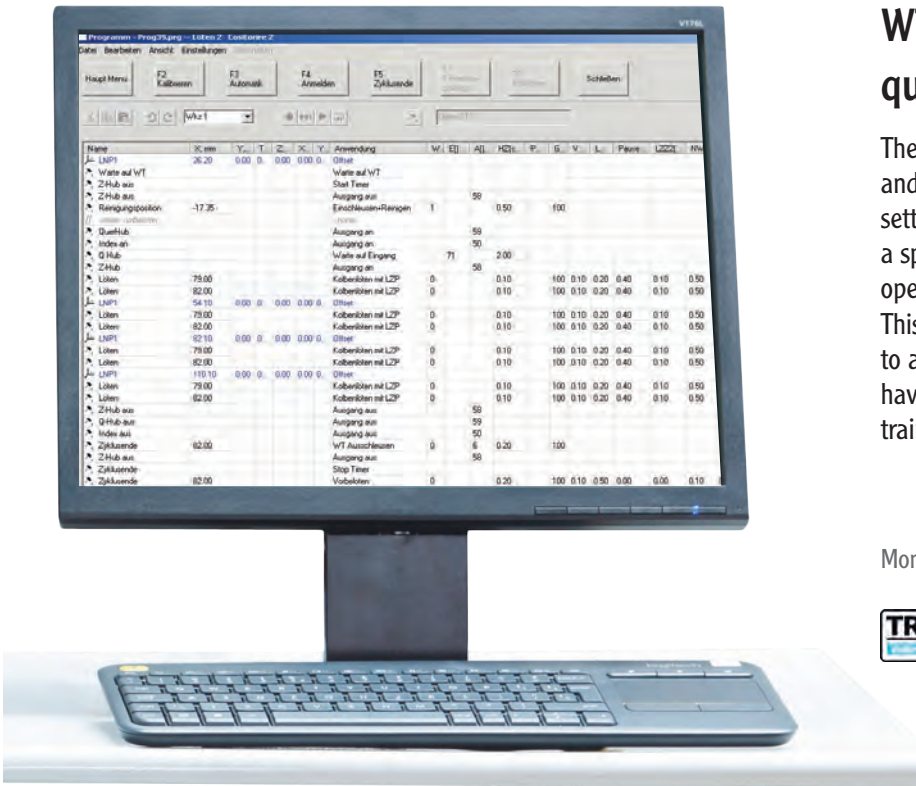 V176L
Programm - Prog39.prg -- Löten 2
Datei Bearbeiten Ansicht Einstellungen
Haupt Menü F2 Kalibrieren F3 Automatik F4 Anmelden F5 Zyklusende Schließen
Wkz 1
Name X, mm Y... T.. Z... X... Y.. Anwendung W.. E[] A[]. P... G... V... L... Pause NW
LNP1 26.20 0.00 0. 0.00 0.00 0. Offset
Warte auf WT Warte auf WT
Z-Hub aus Start Timer
Z-Hub aus Ausgang aus 58
Reinigungsposition -17.35 Einschleusen+Reinigen 1 0.50 100
QuerHub Ausgang an 59
Index an Ausgang an 50
Q Hub Warte auf Eingang 71 2.00
Z-Hub Ausgang an 58
Löten 79.00 Kolbenlöten mit LZP 0 0.10 100 0.10 0.20 0.40 0.10 0.50
Löten 82.00 Kolbenlöten mit LZP 0 0.10 100 0.10 0.20 0.40 0.10 0.50
LNP1 54.10 0.00 0. 0.00 0.00 0. Offset
Löten 79.00 Kolbenlöten mit LZP 0 0.10 100 0.10 0.20 0.40 0.10 0.50
Löten 82.00 Kolbenlöten mit LZP 0 0.10 100 0.10 0.20 0.40 0.10 0.50
LNP1 82.10 0.00 0. 0.00 0.00 0. Offset
Löten 79.00 Kolbenlöten mit LZP 0 0.10 100 0.10 0.20 0.40 0.10 0.50
Löten 82.00 Kolbenlöten mit LZP 0 0.10 100 0.10 0.20 0.40 0.10 0.50
LNP1 110.10 0.00 0. 0.00 0.00 0. Offset
Löten 79.00 Kolbenlöten mit LZP 0 0.10 100 0.10 0.20 0.40 0.10 0.50
Löten 82.00 Kolbenlöten mit LZP 0 0.10 100 0.10 0.20 0.40 0.10 0.50
Z-Hub aus Ausgang aus 58
Q-Hub aus Ausgang aus 59
Index aus Ausgang aus 50
Zyklusende 82.00 WT Ausschleusen 0 6 0.20 100
Z-Hub aus Ausgang aus 58
Zyklusende Stop Timer
Zyklusende 82.00 Vorbeloten 0 0.20 100 0.10 0.50 0.00 0.00 0.10
logitech
W
qu
The
and
sett
a sp
ope
This
to a
hav
trai
Mor
TR